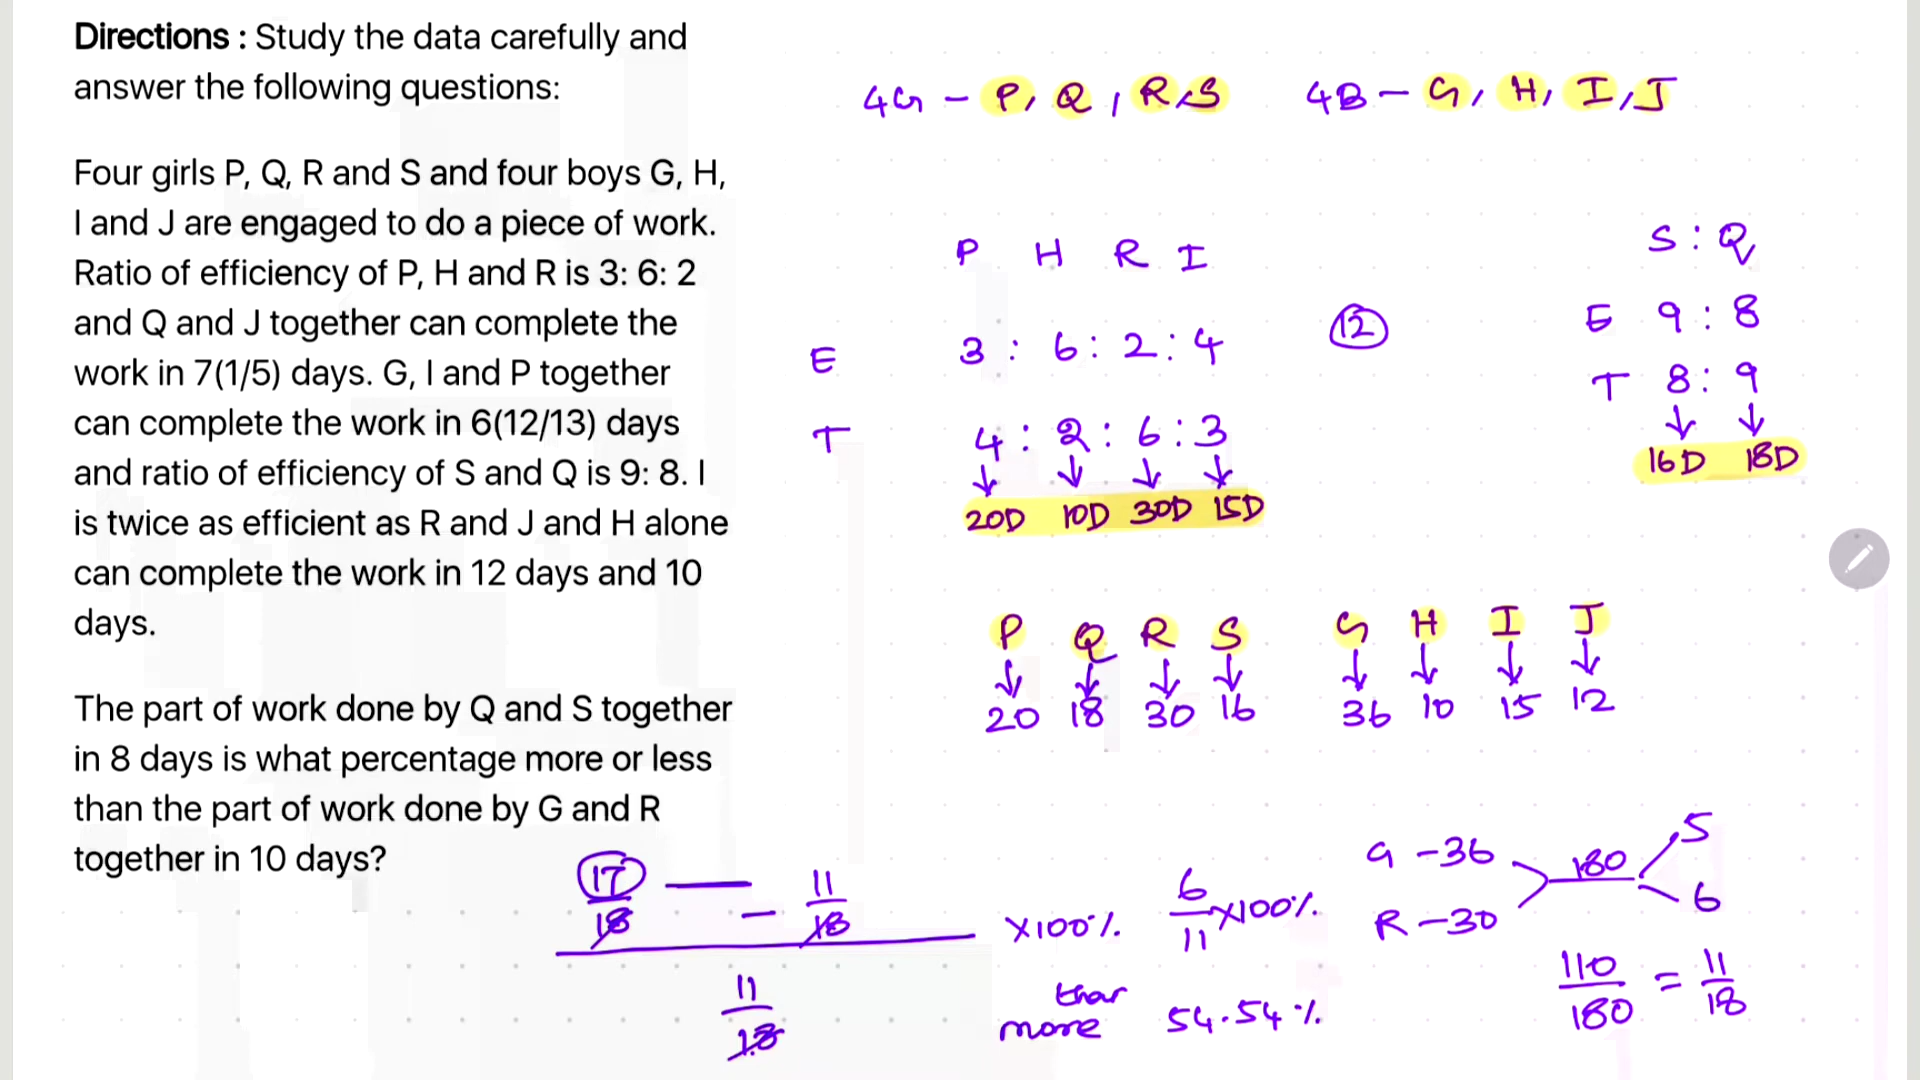 Directions : Study the data carefully and
answer the following questions:
Four girls P, Q, R and S and four boys G, H,
I and J are engaged to do a piece of work.
Ratio of efficiency of P, H and R is 3: 6: 2
and Q and J together can complete the
work in 7(1/5) days. G, I and P together
can complete the work in 6(12/13) days
and ratio of efficiency of S and Q is 9: 8. I
is twice as efficient as R and J and H alone
can complete the work in 12 days and 10
days.
The part of work done by Q and S together
in 8 days is what percentage more or less
than the part of work done by G and R
together in 10 days?
4G - P, Q, R, S 4B - G, H, I, J
P H R I
E 3 : 6 : 2 : 4
T 4 : 2 : 6 : 3
↓ ↓ ↓ ↓
20D 10D 30D 15D
12
S : Q
E 9 : 8
T 8 : 9
↓ ↓
16D 18D
P Q R S G H I J
↓ ↓ ↓ ↓ ↓ ↓ ↓ ↓
20 18 30 16 36 10 15 12
17/18 - 11/18
11/18
×100%.
6/11 ×100%.
more 54.54 %
G - 36
R - 30
180
5
6
110/180 = 11/18